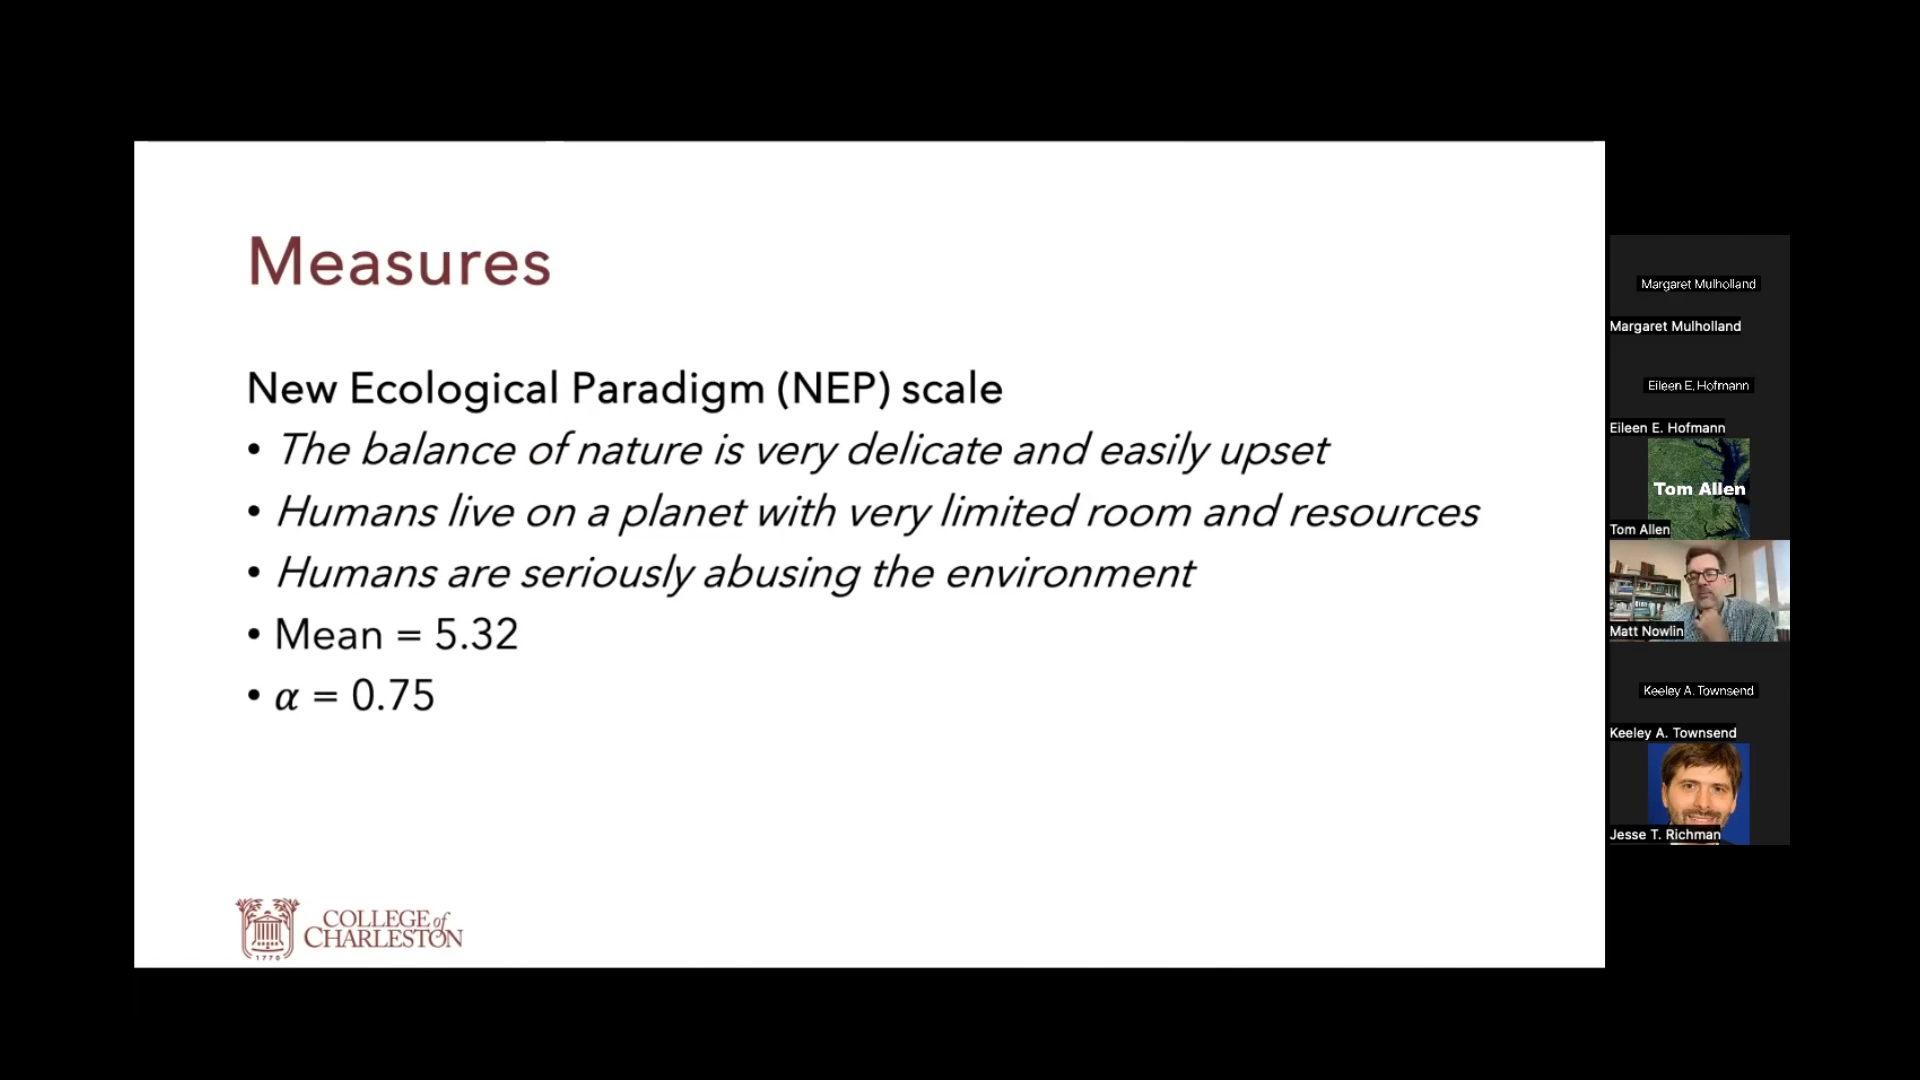 Measures
New Ecological Paradigm (NEP) scale
• The balance of nature is very delicate and easily upset
• Humans live on a planet with very limited room and resources
• Humans are seriously abusing the environment
• Mean = 5.32
• α = 0.75
COLLEGE of
CHARLESTON
1770
Margaret Mulholland
Margaret Mulholland
Eileen E. Hofmann
Eileen E. Hofmann
Tom Allen
Tom Allen
Matt Nowlin
Keeley A. Townsend
Keeley A. Townsend
Jesse T. Richman